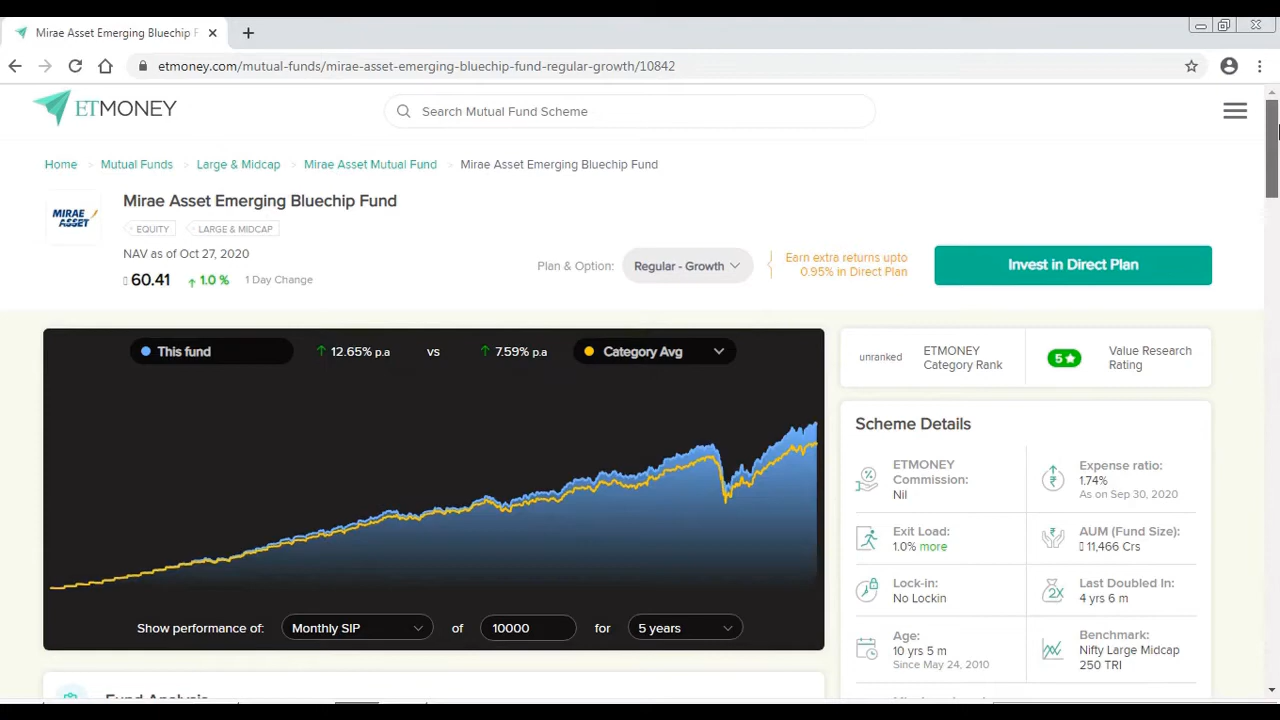 Mirae Asset Emerging Bluechip F
etmoney.com/mutual-funds/mirae-asset-emerging-bluechip-fund-regular-growth/10842
ETMONEY
Search Mutual Fund Scheme
Home > Mutual Funds > Large & Midcap > Mirae Asset Mutual Fund > Mirae Asset Emerging Bluechip Fund
MIRAE
ASSET
Mirae Asset Emerging Bluechip Fund
EQUITY
LARGE & MIDCAP
NAV as of Oct 27, 2020
60.41
1.0 %
1 Day Change
Plan & Option:
Regular - Growth
Earn extra returns upto
0.95% in Direct Plan
Invest in Direct Plan
This fund
12.65% p.a
vs
7.59% p.a
Category Avg
Show performance of:
Monthly SIP
of
10000
for
5 years
unranked
ETMONEY
Category Rank
5★
Value Research
Rating
Scheme Details
ETMONEY
Commission:
Nil
Expense ratio:
1.74%
As on Sep 30, 2020
Exit Load:
1.0% more
AUM (Fund Size):
11,466 Crs
Lock-in:
No Lockin
Last Doubled In:
4 yrs 6 m
Age:
10 yrs 5 m
Since May 24, 2010
Benchmark:
Nifty Large Midcap
250 TRI
Fund Analysis